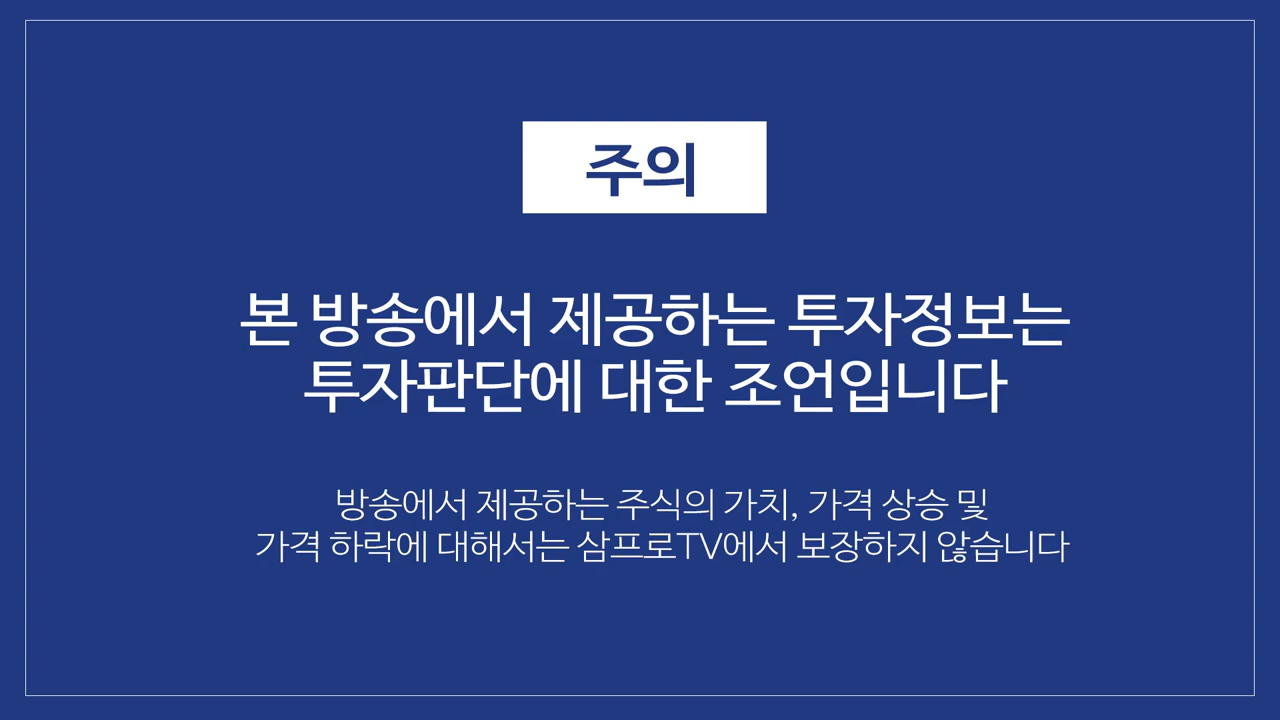 주의
본 방송에서 제공하는 투자정보는
투자판단에 대한 조언입니다
방송에서 제공하는 주식의 가치, 가격 상승 및
가격 하락에 대해서는 삼프로TV에서 보장하지 않습니다